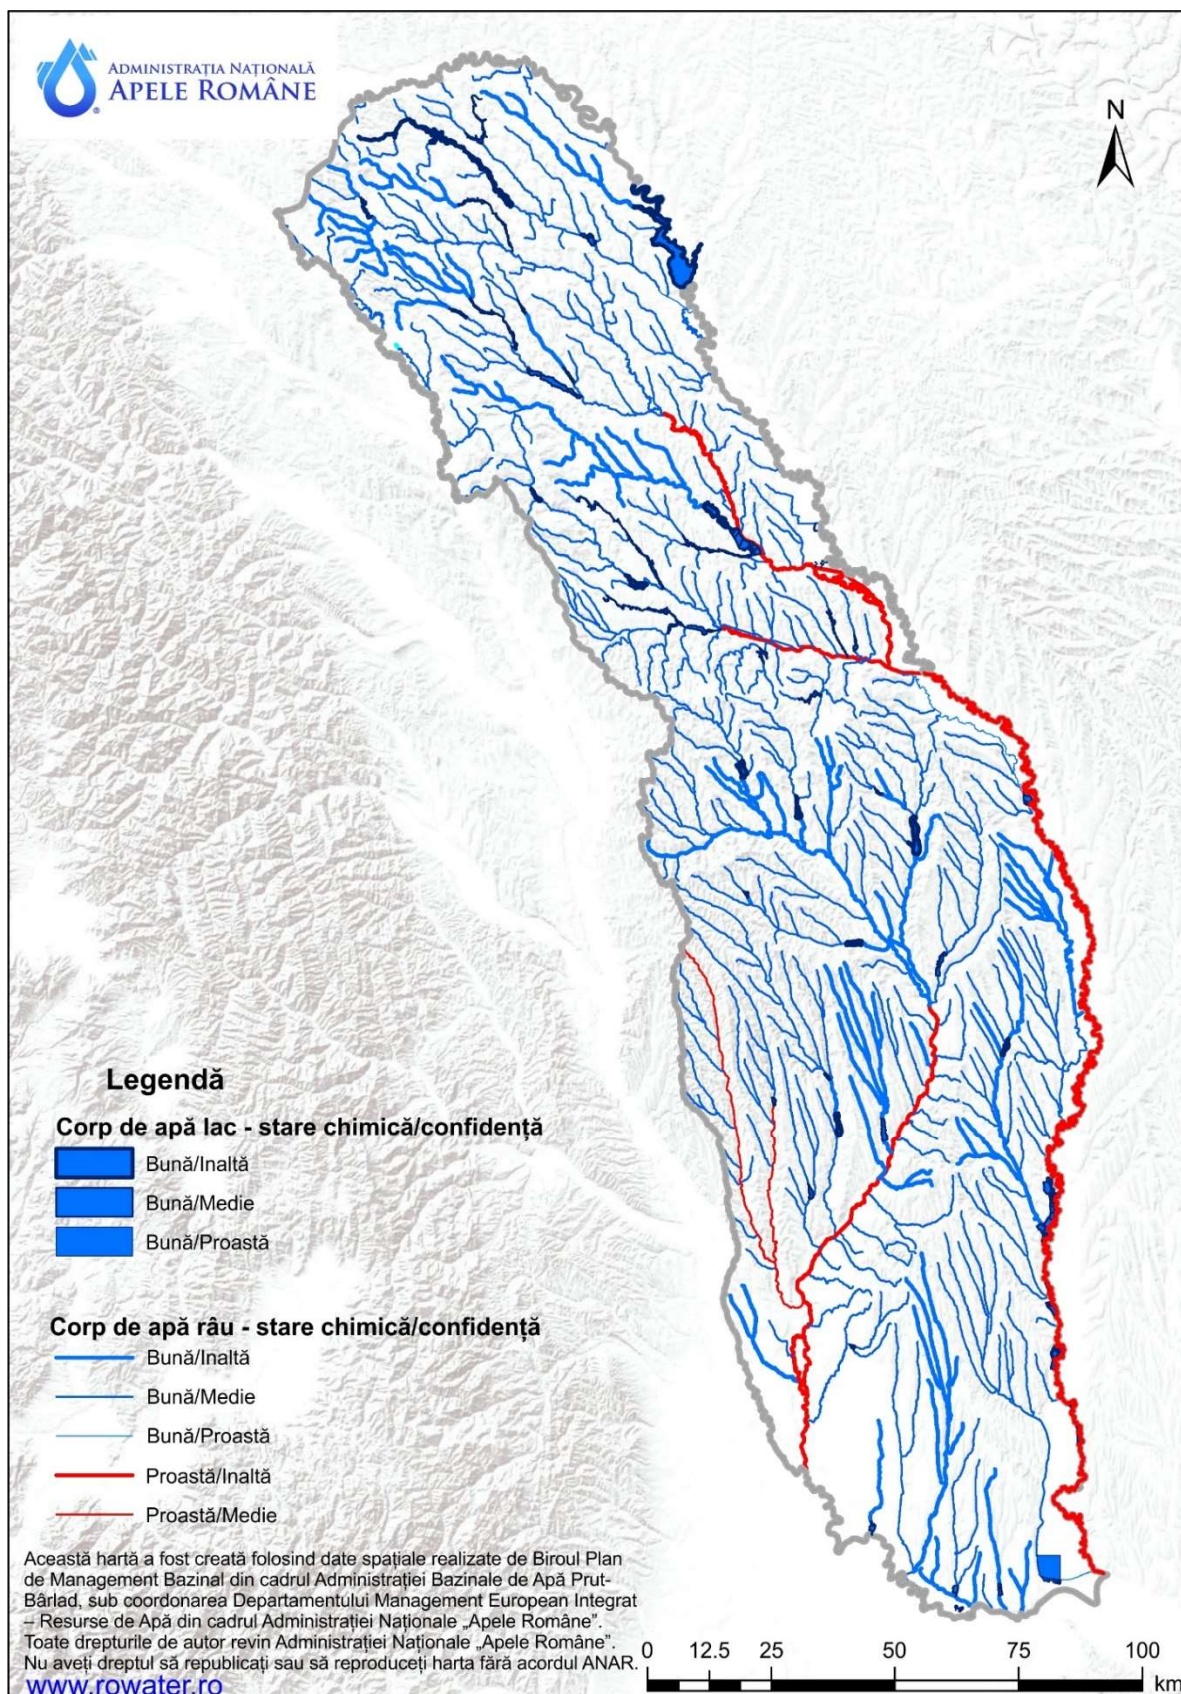 ADMINISTRAȚIA NAȚIONALĂ
APELE ROMÂNE
®
N
Legendă
Corp de apă lac - stare chimică/confidență
Bună/Inaltă
Bună/Medie
Bună/Proastă
Corp de apă râu - stare chimică/confidență
Bună/Inaltă
Bună/Medie
Bună/Proastă
Proastă/Inaltă
Proastă/Medie
Această hartă a fost creată folosind date spațiale realizate de Biroul Plan
de Management Bazinal din cadrul Administrației Bazinale de Apă Prut-
Bârlad, sub coordonarea Departamentului Management European Integrat
– Resurse de Apă din cadrul Administrației Naționale „Apele Române”.
Toate drepturile de autor revin Administrației Naționale „Apele Române”.
Nu aveți dreptul să republicați sau să reproduceți harta fără acordul ANAR.
www.rowater.ro
0 12.5 25 50 75 100
km